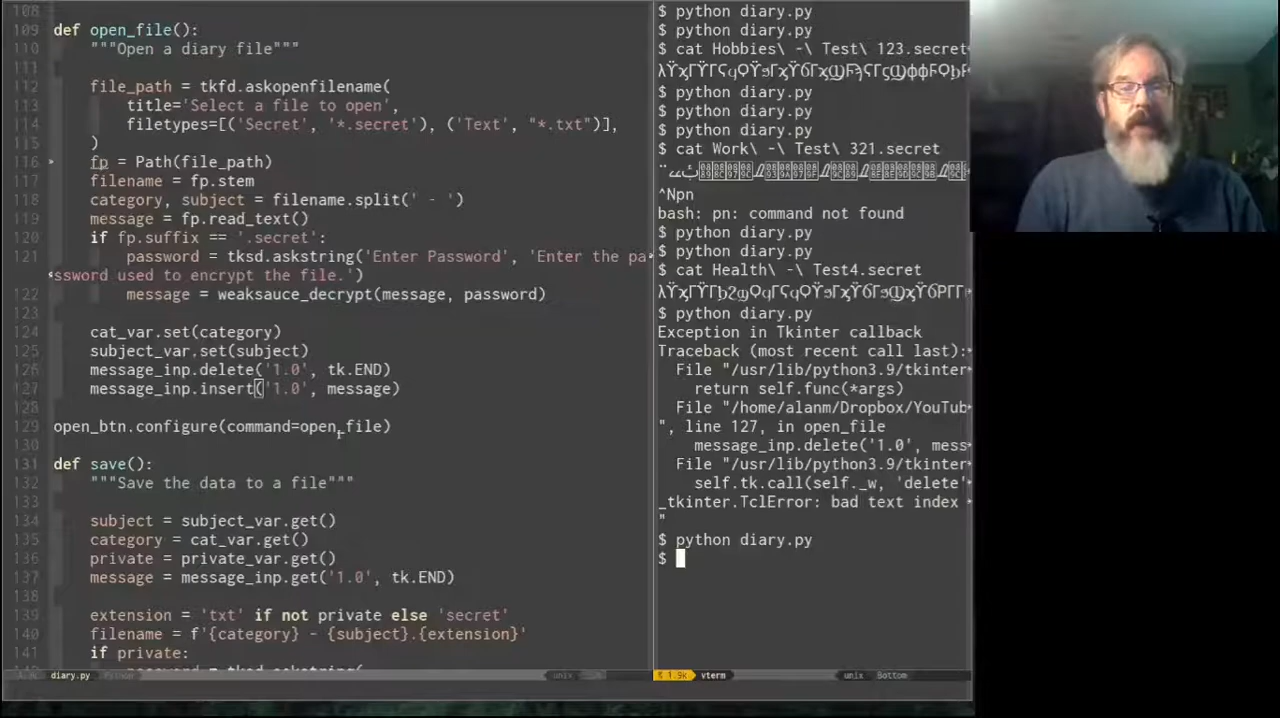 108
109 def open_file():
110 """Open a diary file"""
111
112 file_path = tkfd.askopenfilename(
113 title='Select a file to open',
114 filetypes=[('Secret', '*.secret'), ('Text', "*.txt")],
115 )
116 fp = Path(file_path)
117 filename = fp.stem
118 category, subject = filename.split(' - ')
119 message = fp.read_text()
120 if fp.suffix == '.secret':
121 password = tksd.askstring('Enter Password', 'Enter the pa
ssword used to encrypt the file.')
122 message = weaksauce_decrypt(message, password)
123
124 cat_var.set(category)
125 subject_var.set(subject)
126 message_inp.delete('1.0', tk.END)
127 message_inp.insert('1.0', message)
128
129 open_btn.configure(command=open_file)
130
131 def save():
132 """Save the data to a file"""
133
134 subject = subject_var.get()
135 category = cat_var.get()
136 private = private_var.get()
137 message = message_inp.get('1.0', tk.END)
138
139 extension = 'txt' if not private else 'secret'
140 filename = f'{category} - {subject}.{extension}'
141 if private:
password = tksd.askstring(
diary.py Python unix
$ python diary.py
$ python diary.py
$ cat Hobbies\ -\ Test\ 123.secret
$ python diary.py
$ python diary.py
$ python diary.py
$ cat Work\ -\ Test\ 321.secret
^Npn
bash: pn: command not found
$ python diary.py
$ python diary.py
$ cat Health\ -\ Test4.secret
$ python diary.py
Exception in Tkinter callback
Traceback (most recent call last):
File "/usr/lib/python3.9/tkinter
return self.func(*args)
File "/home/alanm/Dropbox/YouTub
", line 127, in open_file
message_inp.delete('1.0', mess
File "/usr/lib/python3.9/tkinter
self.tk.call(self._w, 'delete'
_tkinter.TclError: bad text index
"
$ python diary.py
$
1.9k vterm unix Bottom